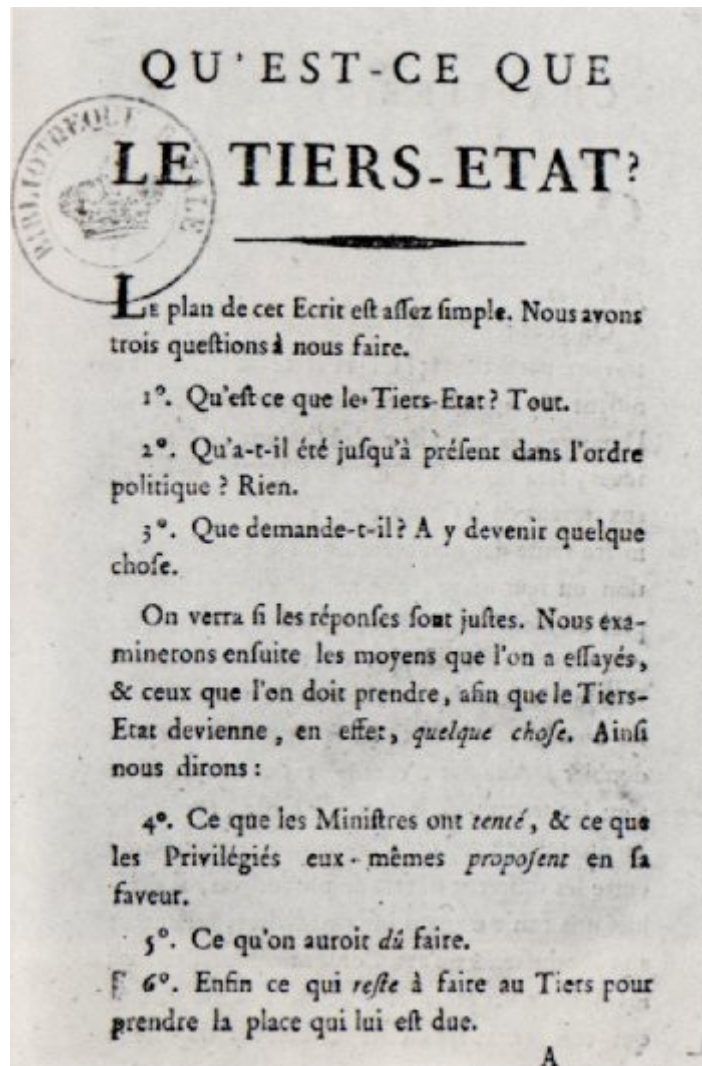 QU'EST-CE QUE
LE TIERS-ETAT?
BIBLIOTHEQUE ROYALE
LE plan de cet Ecrit eſt aſſez ſimple. Nous avons
trois queſtions à nous faire.
1°. Qu'eſt ce que le Tiers-Etat? Tout.
2°. Qu'a-t-il été juſqu'à préſent dans l'ordre
politique ? Rien.
3°. Que demande-t-il? A y devenir quelque
choſe.
On verra ſi les réponſes ſont juſtes. Nous exa-
minerons enſuite les moyens que l'on a eſſayés,
& ceux que l'on doit prendre, afin que le Tiers-
Etat devienne, en effet, quelque choſe. Ainſi
nous dirons :
4°. Ce que les Miniſtres ont tenté, & ce que
les Privilégiés eux-mêmes propoſent en ſa
faveur.
5°. Ce qu'on auroit dû faire.
6°. Enfin ce qui reſte à faire au Tiers pour
prendre la place qui lui eſt due.
A